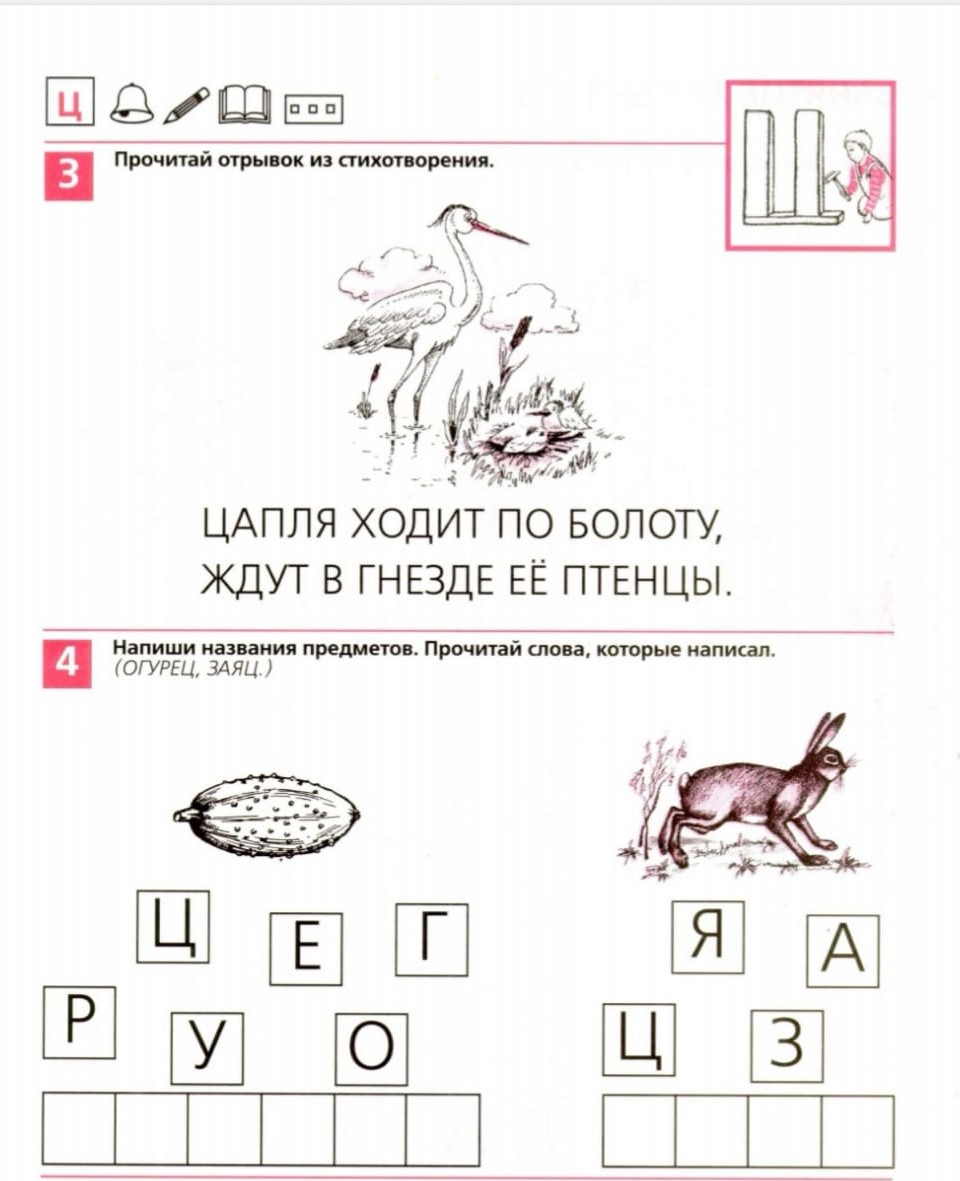 Ц
3 Прочитай отрывок из стихотворения.
ЦАПЛЯ ХОДИТ ПО БОЛОТУ,
ЖДУТ В ГНЕЗДЕ ЕЁ ПТЕНЦЫ.
4 Напиши названия предметов. Прочитай слова, которые написал.
(ОГУРЕЦ, ЗАЯЦ.)
Ц Е Г Я А
Р У О Ц З